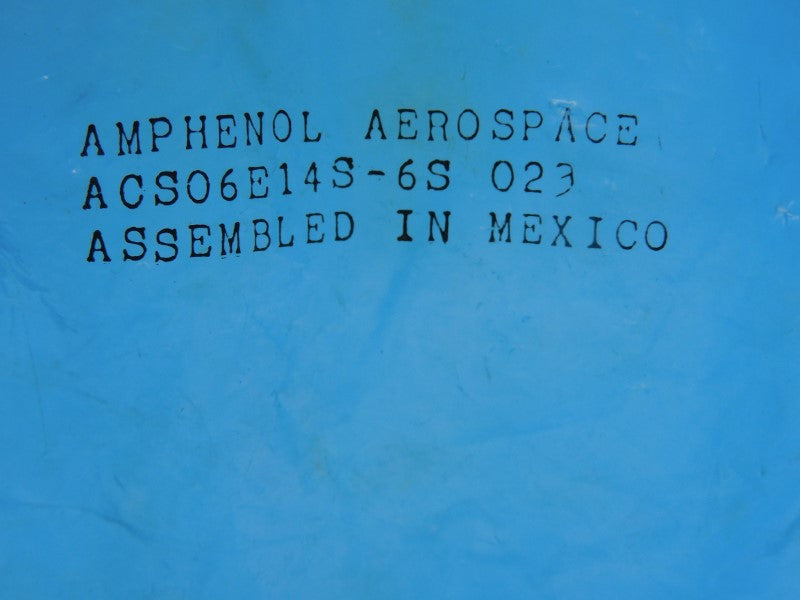 AMPHENOL AEROSPACE
ACS06E14S-6S 023
ASSEMBLED IN MEXICO